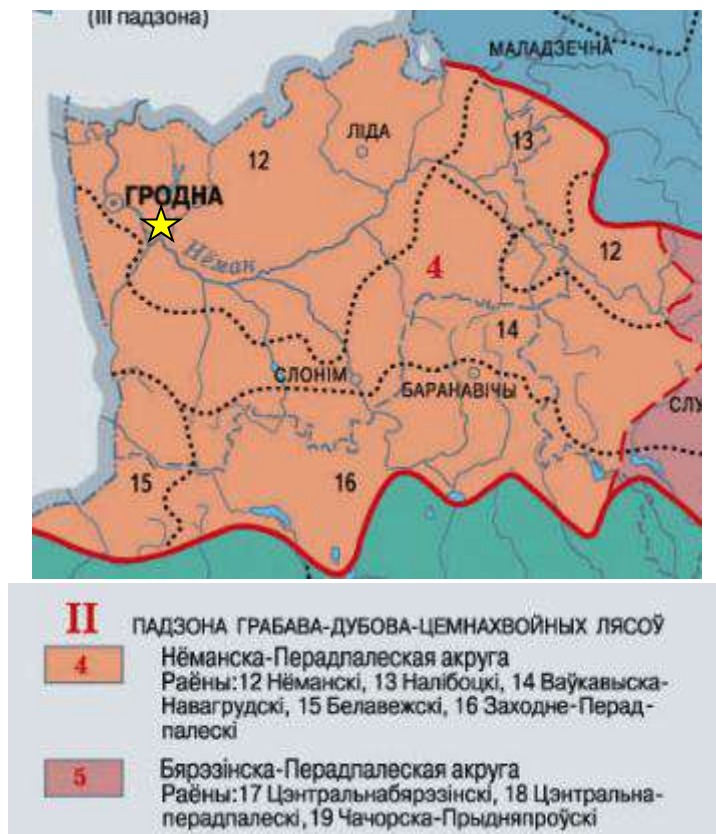 (III падзона)
МАЛАДЗЕЧНА
ЛІДА
13
12
ГРОДНА
12
Нёман
4
14
СЛОНІМ
БАРАНАВІЧЫ
СЛУ
15
16
II ПАДЗОНА ГРАБАВА-ДУБОВА-ЦЕМНАХВОЙНЫХ ЛЯСОЎ
4 Нёманска-Перадпалеская акруга
Раёны:12 Нёманскі, 13 Налібоцкі, 14 Ваўкавыска-
Навагрудскі, 15 Белавежскі, 16 Заходне-Перад-
палескі
5 Бярэзінска-Перадпалеская акруга
Раёны:17 Цэнтральнабярэзінскі, 18 Цэнтральна-
перадпалескі,19 Чачорска-Прыдняпроўскі